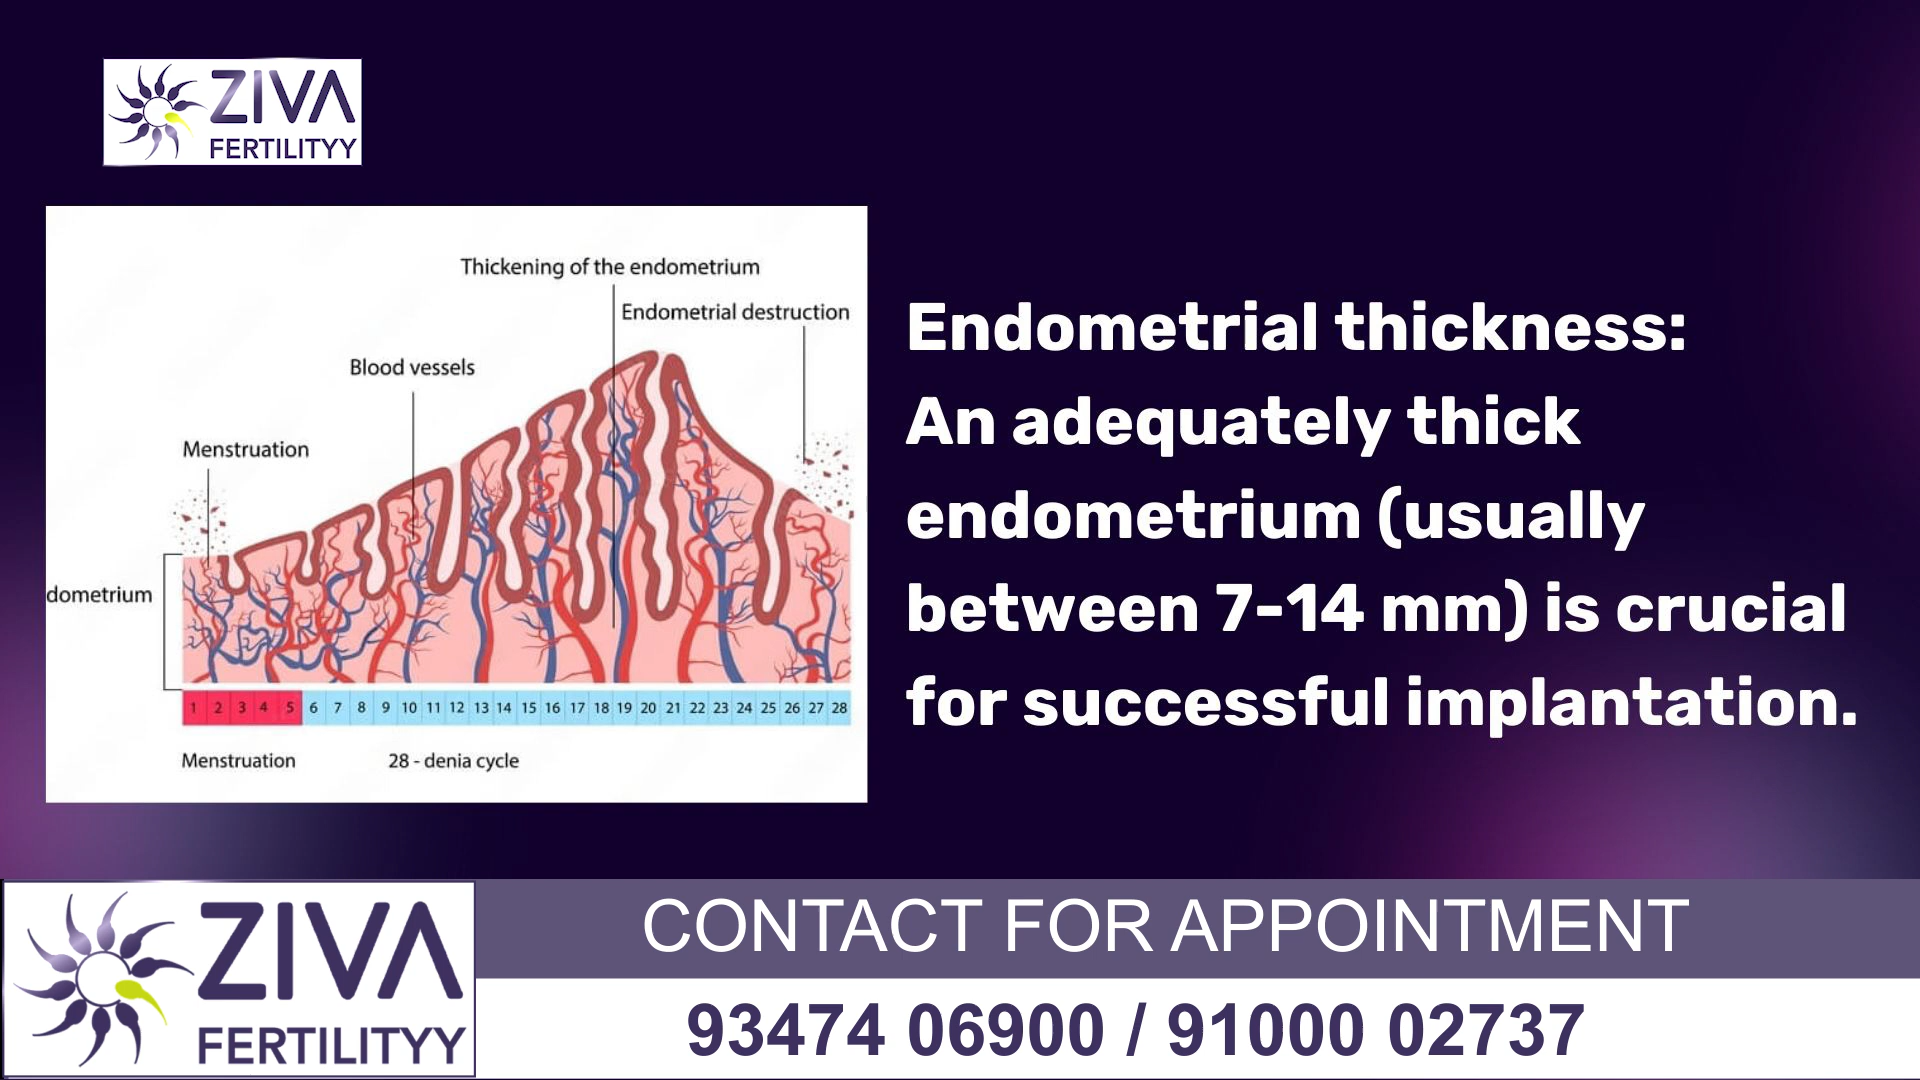 ZIVA
FERTILITYY
Thickening of the endometrium
Endometrial destruction
Blood vessels
Menstruation
dometrium
1 2 3 4 5 6 7 8 9 10 11 12 13 14 15 16 17 18 19 20 21 22 23 24 25 26 27 28
Menstruation
28 - denia cycle
Endometrial thickness:
An adequately thick
endometrium (usually
between 7-14 mm) is crucial
for successful implantation.
ZIVA
FERTILITYY
CONTACT FOR APPOINTMENT
93474 06900 / 91000 02737